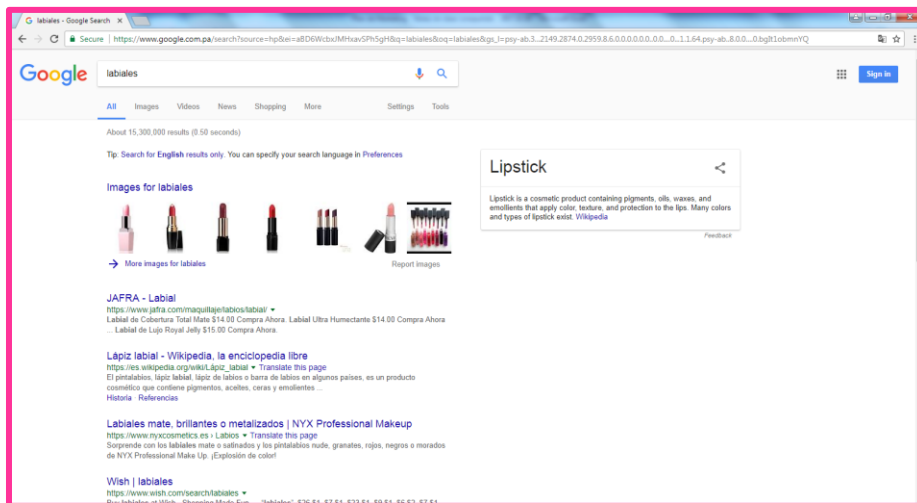 labiales - Google Search
Secure | https://www.google.com.pa/search?source=hp&ei=aBD6WcbxJMHxavSPh5gH&q=labiales&oq=labiales&gs_l=psy-ab.3...2149.2874.0.2959.8.6.0.0.0.0.0.0..0.0....0...1.1.64.psy-ab..8.0.0....0.bgIt1obmnYQ
Google
labiales
Sign in
All Images Videos News Shopping More Settings Tools
About 15,300,000 results (0.50 seconds)
Tip: Search for English results only. You can specify your search language in Preferences
Images for labiales
More images for labiales
Report images
JAFRA - Labial
https://www.jafra.com/maquillaje/labios/labial/
Labial de Cobertura Total Mate $14.00 Compra Ahora. Labial Ultra Humectante $14.00 Compra Ahora
... Labial de Lujo Royal Jelly $15.00 Compra Ahora.
Lápiz labial - Wikipedia, la enciclopedia libre
https://es.wikipedia.org/wiki/Lápiz_labial Translate this page
El pintalabios, lápiz labial, lápiz de labios o barra de labios en algunos países, es un producto
cosmético que contiene pigmentos, aceites, ceras y emolientes ...
Historia · Referencias
Labiales mate, brillantes o metalizados | NYX Professional Makeup
https://www.nyxcosmetics.es › Labios Translate this page
Sorprende con los labiales mate o satinados y los pintalabios nude, granates, rojos, negros o morados
de NYX Professional Make Up. ¡Explosión de color!
Wish | labiales
https://www.wish.com/search/labiales
Lipstick
Lipstick is a cosmetic product containing pigments, oils, waxes, and
emollients that apply color, texture, and protection to the lips. Many colors
and types of lipstick exist. Wikipedia
Feedback